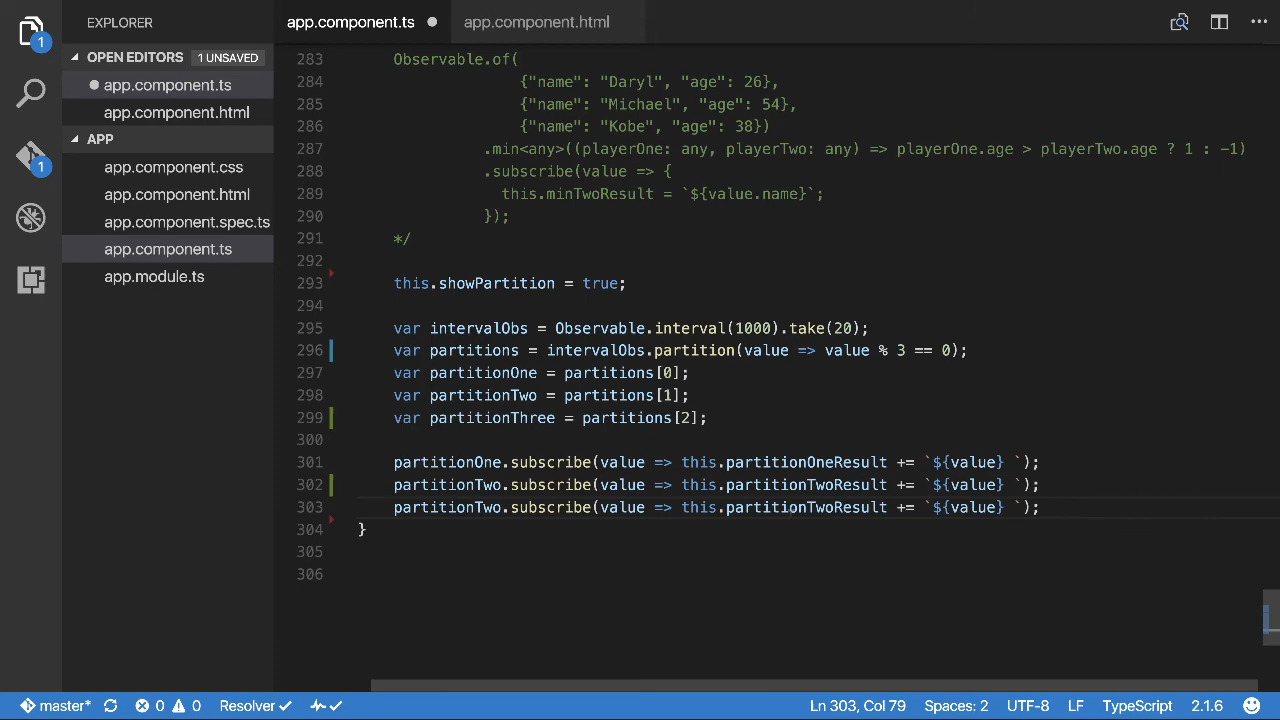 EXPLORER
app.component.ts
app.component.html
OPEN EDITORS 1 UNSAVED
app.component.ts
app.component.html
APP
app.component.css
app.component.html
app.component.spec.ts
app.component.ts
app.module.ts
1
1
283 Observable.of(
284 {"name": "Daryl", "age": 26},
285 {"name": "Michael", "age": 54},
286 {"name": "Kobe", "age": 38})
287 .min<any>((playerOne: any, playerTwo: any) => playerOne.age > playerTwo.age ? 1 : -1)
288 .subscribe(value => {
289 this.minTwoResult = `${value.name}`;
290 });
291 */
292
293 this.showPartition = true;
294
295 var intervalObs = Observable.interval(1000).take(20);
296 var partitions = intervalObs.partition(value => value % 3 == 0);
297 var partitionOne = partitions[0];
298 var partitionTwo = partitions[1];
299 var partitionThree = partitions[2];
300
301 partitionOne.subscribe(value => this.partitionOneResult += `${value} `);
302 partitionTwo.subscribe(value => this.partitionTwoResult += `${value} `);
303 partitionTwo.subscribe(value => this.partitionTwoResult += `${value} `);
304 }
305
306
master* 0 0 Resolver Ln 303, Col 79 Spaces: 2 UTF-8 LF TypeScript 2.1.6